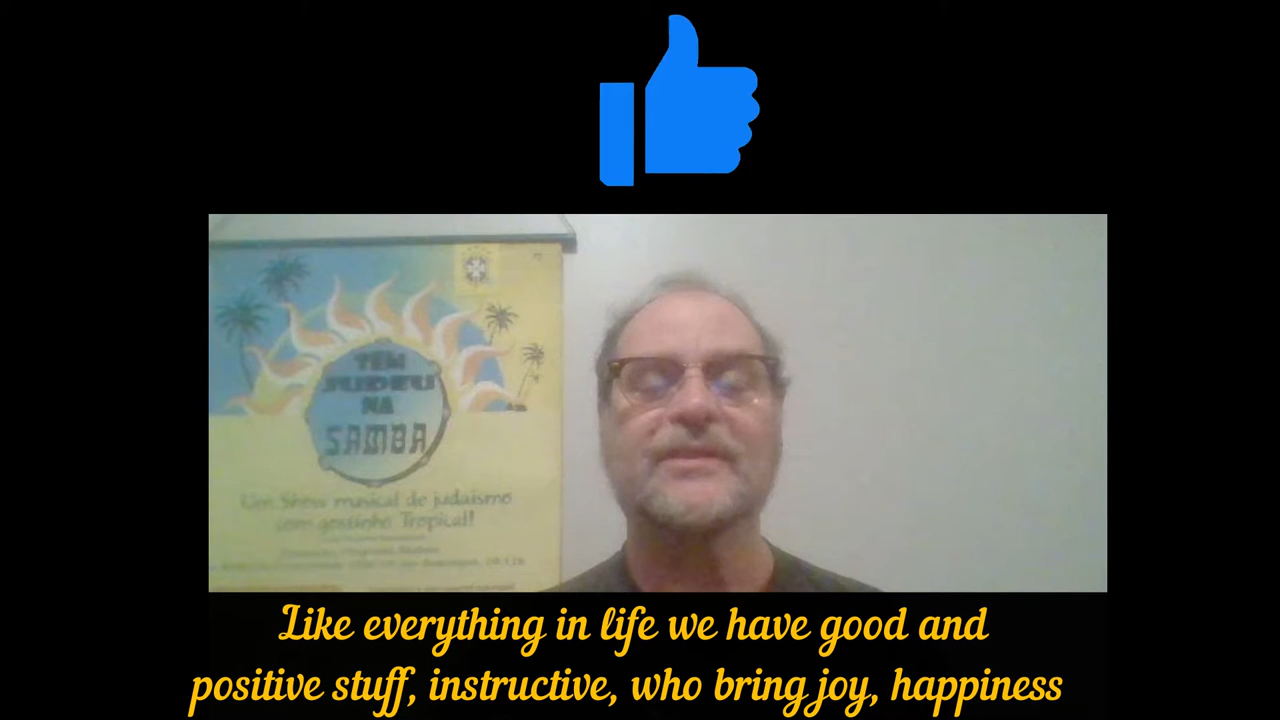 TEM
JUDEU
NA
SAMBA
Um Show musical de judaísmo
com gostinho Tropical!
Like everything in life we have good and
positive stuff, instructive, who bring joy, happiness